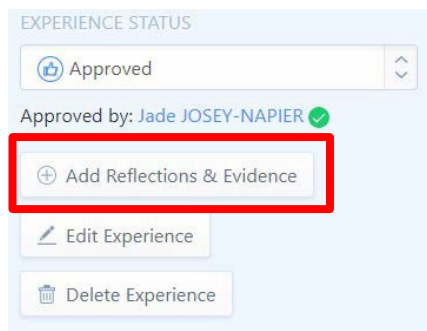 EXPERIENCE STATUS
Approved
Approved by: Jade JOSEY-NAPIER
Add Reflections & Evidence
Edit Experience
Delete Experience